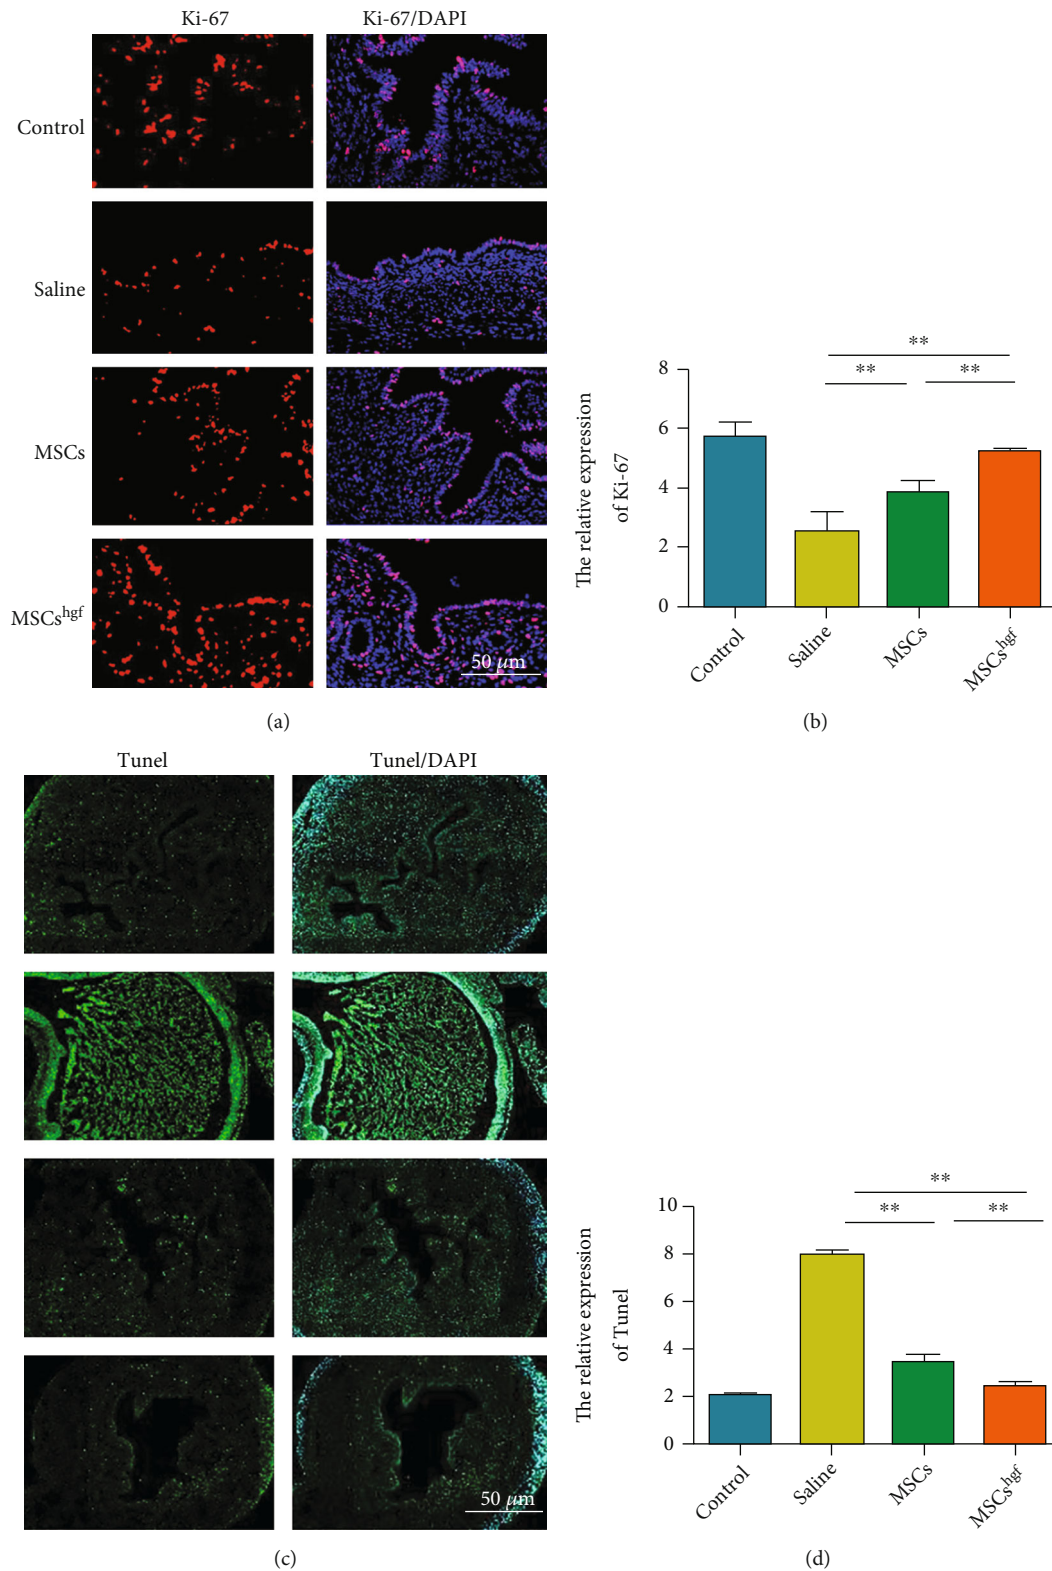 Ki-67 Ki-67/DAPI
Control
Saline
MSCs
MSCs^hgf
50 μm
(a)
The relative expression
of Ki-67
8
6
4
2
0
**
** **
Control Saline MSCs MSCs^hgf
(b)
Tunel Tunel/DAPI
50 μm
(c)
The relative expression
of Tunel
10
8
6
4
2
0
**
** **
Control Saline MSCs MSCs^hgf
(d)